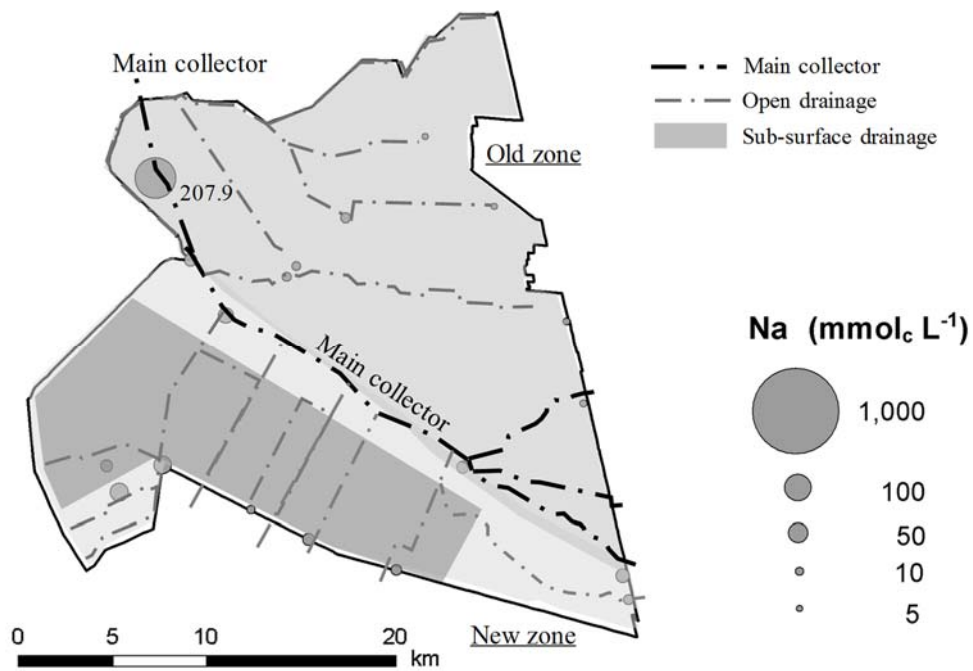 Main collector
Main collector
Open drainage
Sub-surface drainage
Old zone
207.9
Main collector
Na (mmolc L-1)
1,000
100
50
10
5
0 5 10 20
km
New zone